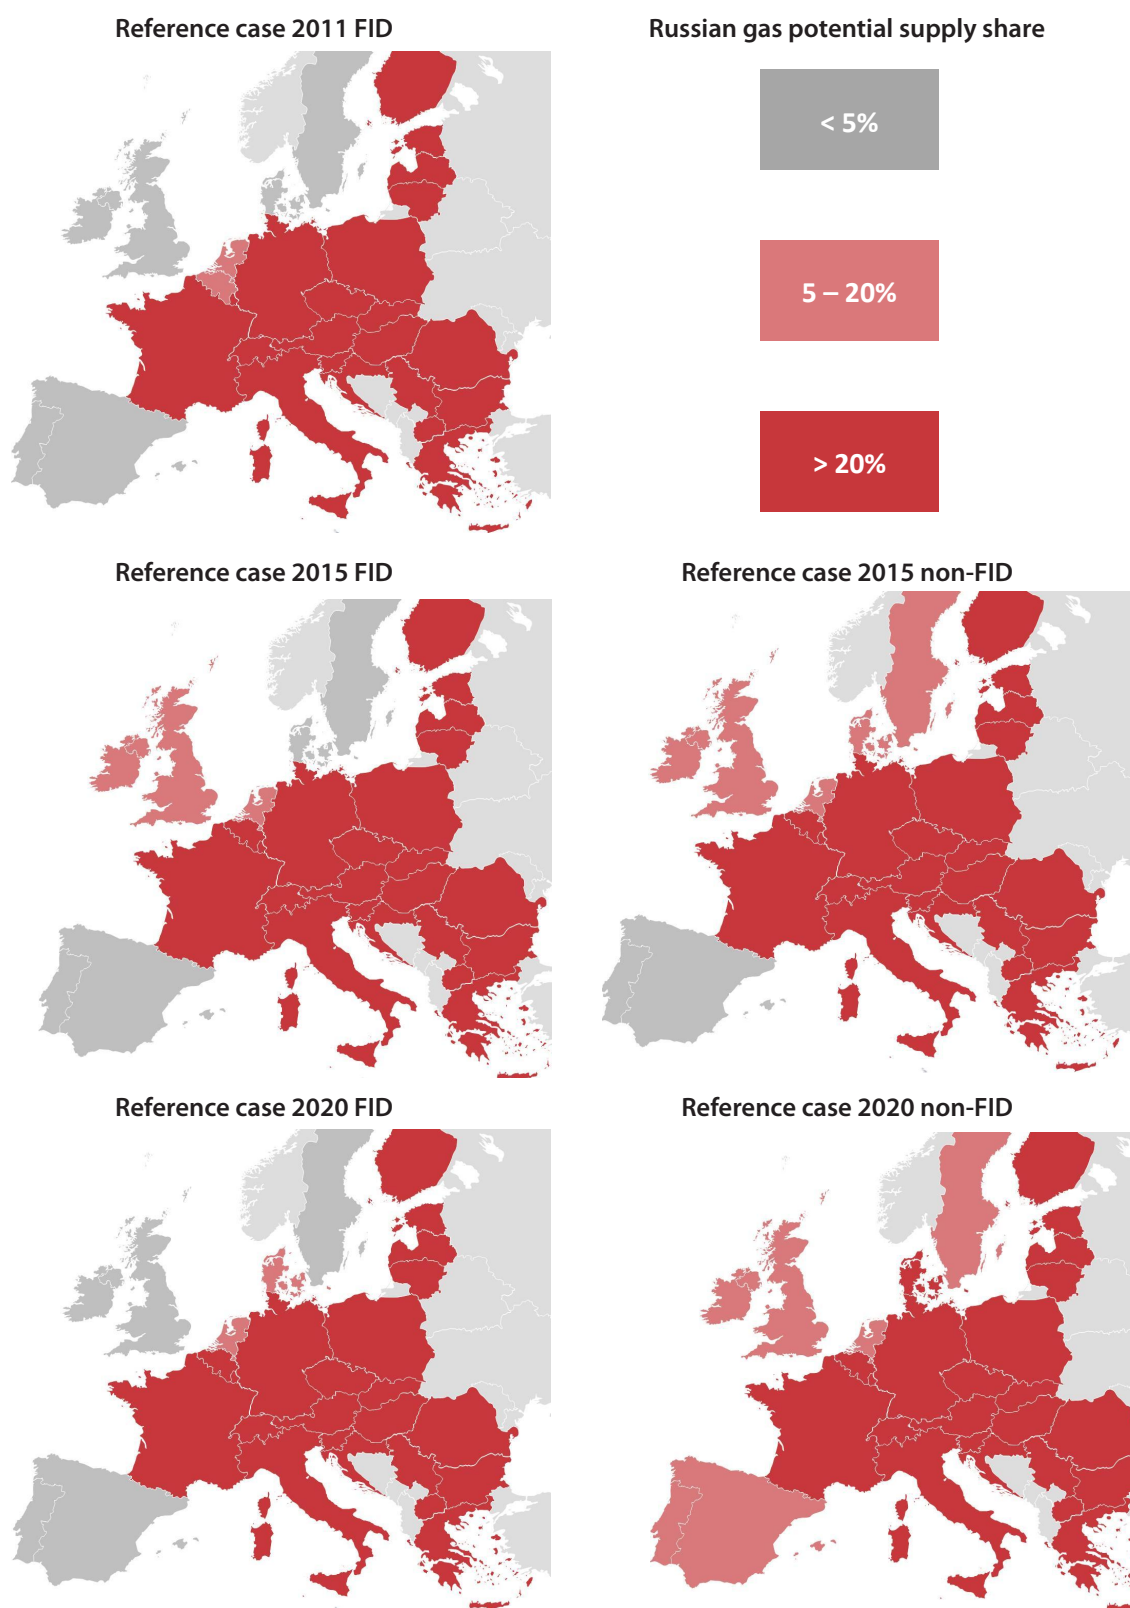 Reference case 2011 FID
Russian gas potential supply share
< 5%
5 – 20%
> 20%
Reference case 2015 FID
Reference case 2015 non-FID
Reference case 2020 FID
Reference case 2020 non-FID